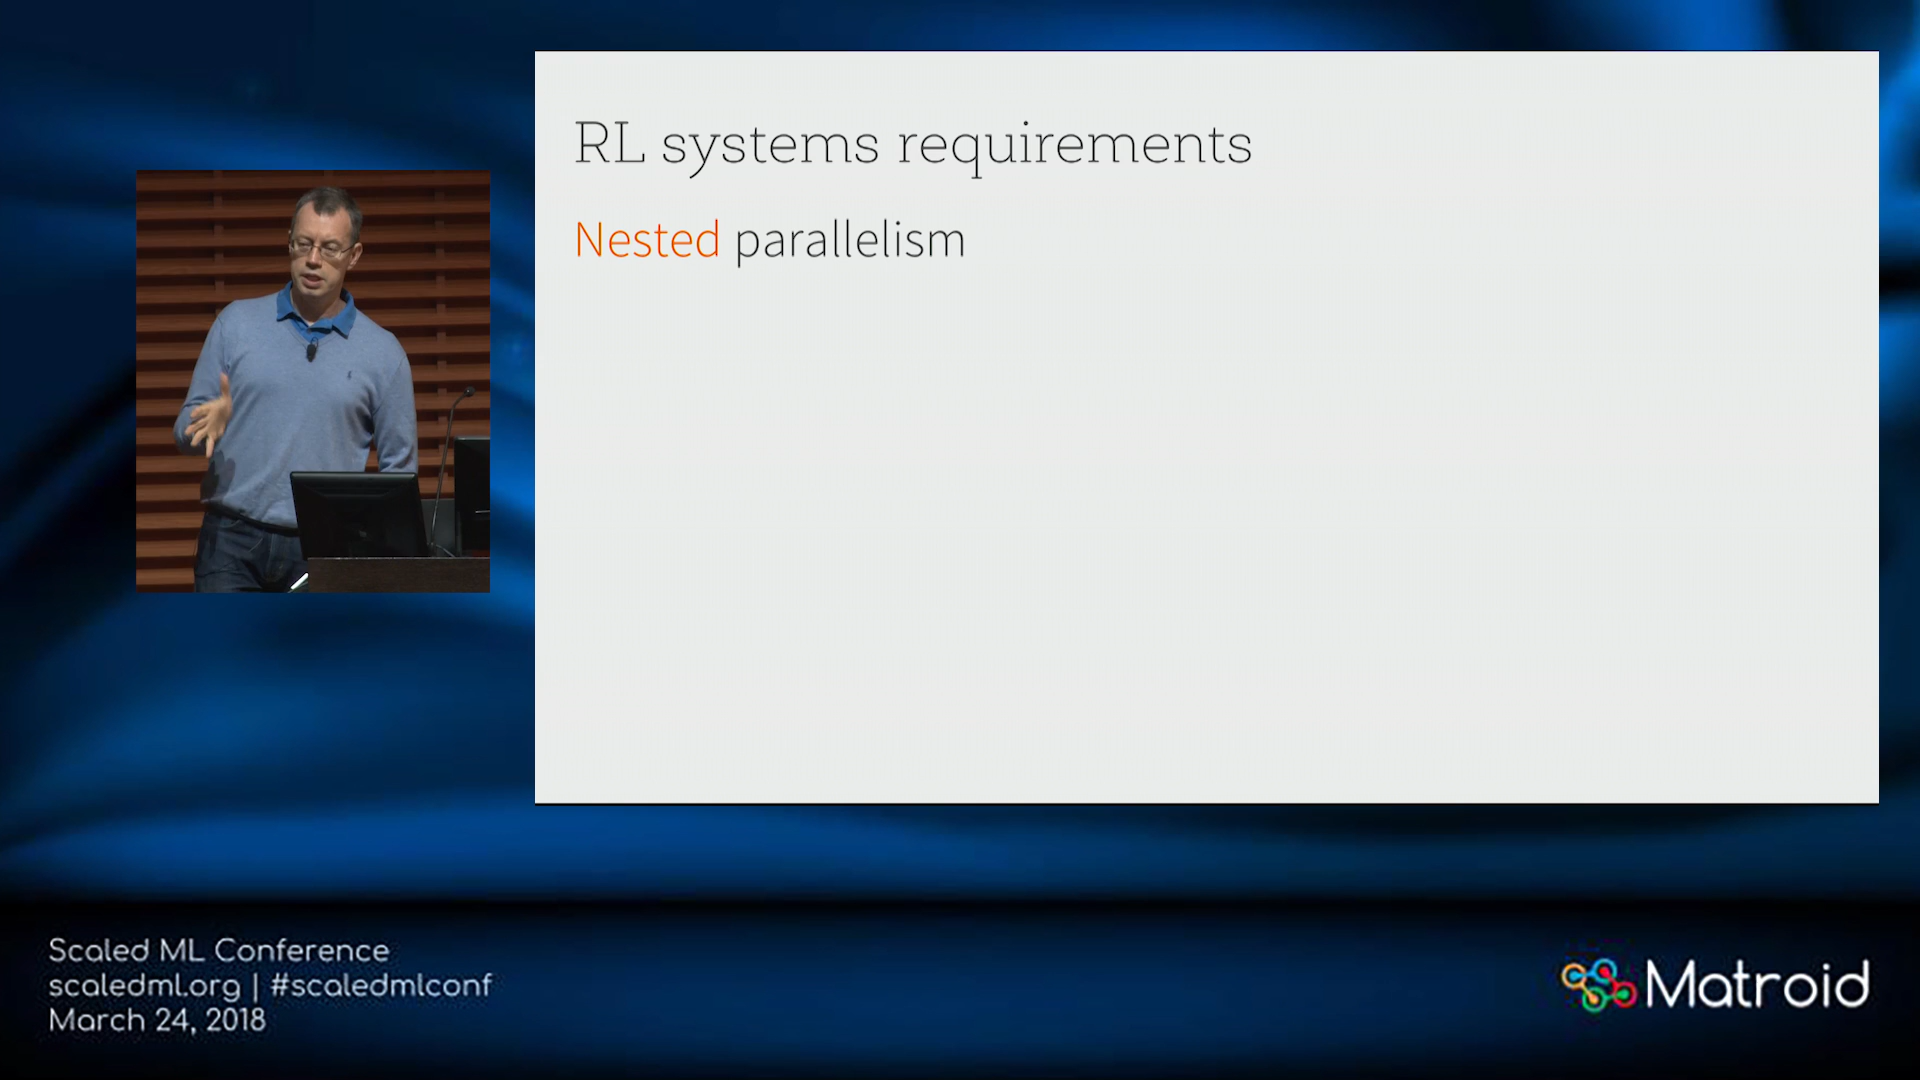 RL systems requirements
Nested parallelism
Scaled ML Conference
scaledml.org | #scaledmlconf
March 24, 2018
Matroid